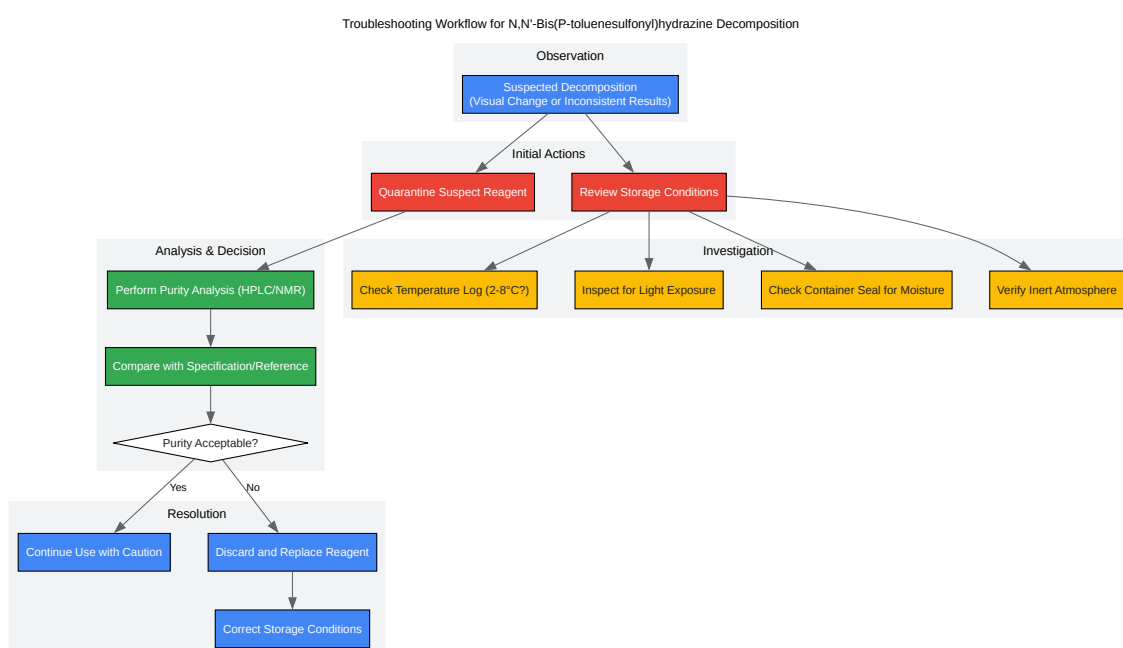 Troubleshooting Workflow for N,N'-Bis(P-toluenesulfonyl)hydrazine Decomposition
Observation
Suspected Decomposition
(Visual Change or Inconsistent Results)
Initial Actions
Quarantine Suspect Reagent
Review Storage Conditions
Analysis & Decision
Investigation
Perform Purity Analysis (HPLC/NMR)
Check Temperature Log (2-8°C?)
Inspect for Light Exposure
Check Container Seal for Moisture
Verify Inert Atmosphere
Compare with Specification/Reference
Purity Acceptable?
Yes
No
Resolution
Continue Use with Caution
Discard and Replace Reagent
Correct Storage Conditions